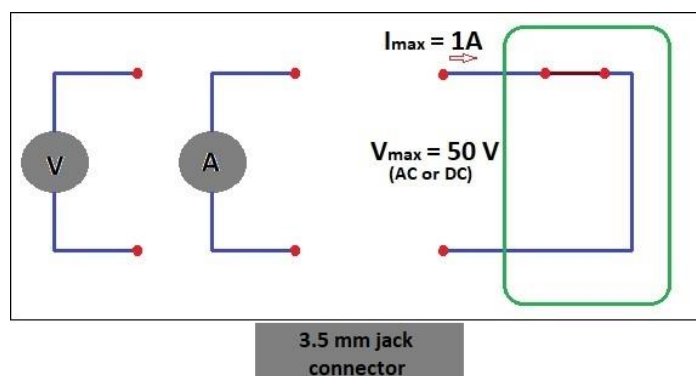 Imax = 1A
V
A
Vmax = 50 V
(AC or DC)
3.5 mm jack
connector